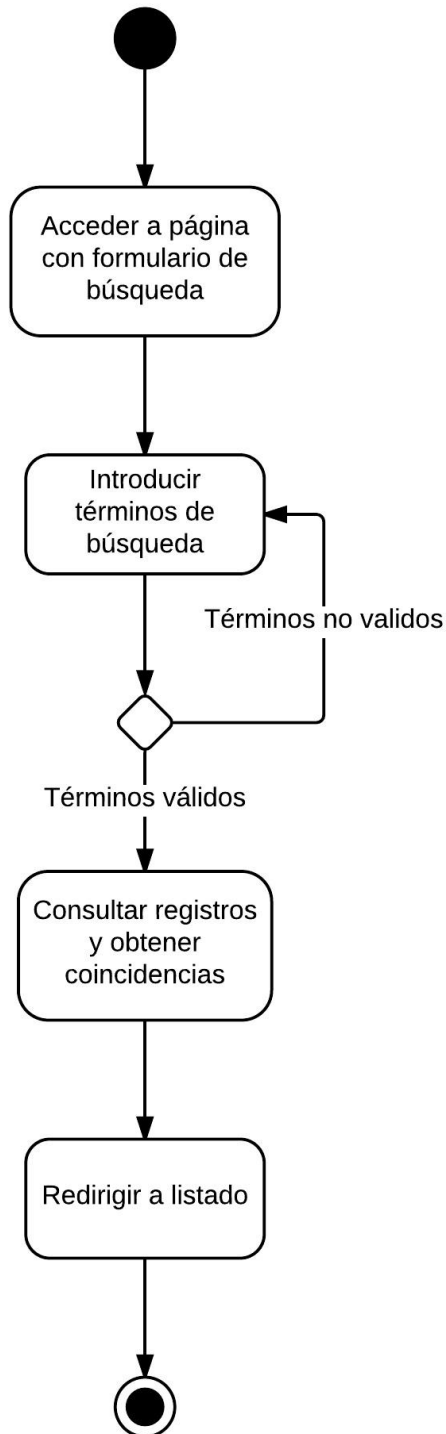 Acceder a página
con formulario de
búsqueda
Introducir
términos de
búsqueda
Términos no validos
Términos válidos
Consultar registros
y obtener
coincidencias
Redirigir a listado